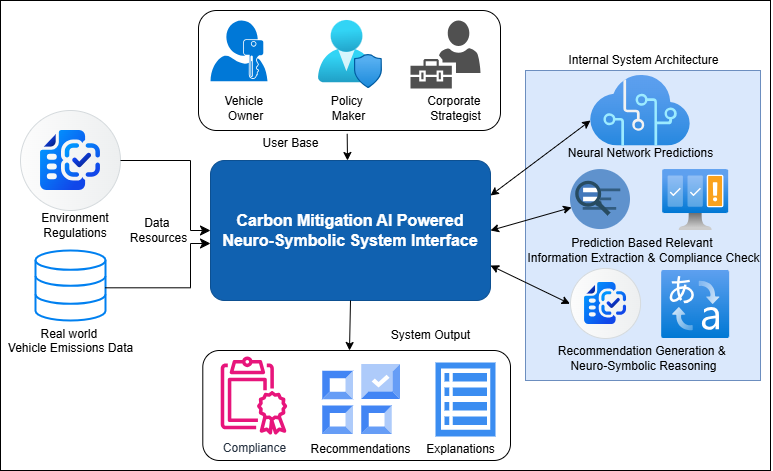 Internal System Architecture
Vehicle
Owner
Policy
Maker
Corporate
Strategist
User Base
Neural Network Predictions
Environment
Regulations
Data
Resources
Carbon Mitigation AI Powered
Neuro-Symbolic System Interface
Prediction Based Relevant
Information Extraction & Compliance Check
あ
a
Real world
Vehicle Emissions Data
Recommendation Generation &
Neuro-Symbolic Reasoning
System Output
Compliance
Recommendations
Explanations